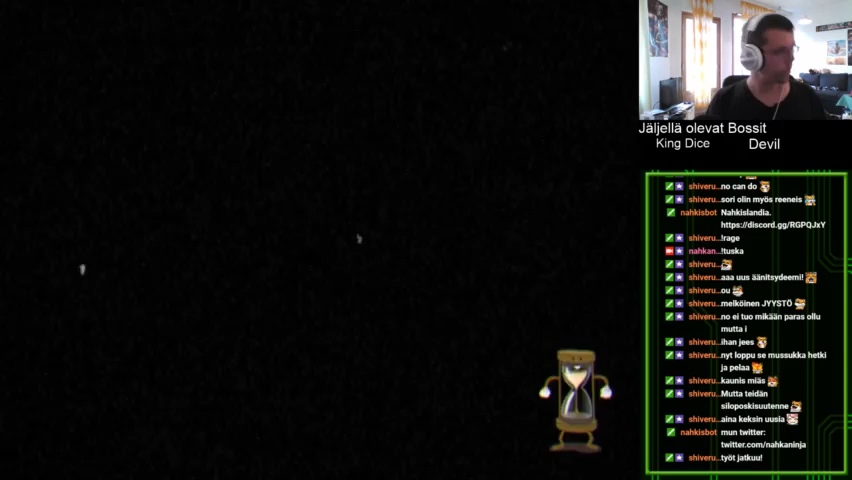 Jäljellä olevat Bossit
King Dice
Devil
shiveru...no can do
shiveru...sori olin myös reeneis
nahkisbot Nahkislandia.
https://discord.gg/RGPQJxY
shiveru...!rage
nahkan...!tuska
shiveru...
shiveru...aaa uus äänitsydeemi!
shiveru...ou
shiveru...melköinen JYYSTÖ
shiveru...no ei tuo mikään paras ollu
mutta i
shiveru...ihan jees
shiveru...nyt loppu se mussukka hetki
ja pelaa
shiveru...kaunis miäs
shiveru...Mutta teidän
siloposkisuutenne
shiveru...aina keksin uusia
nahkisbot mun twitter:
twitter.com/nahkaninja
shiveru...työt jatkuu!